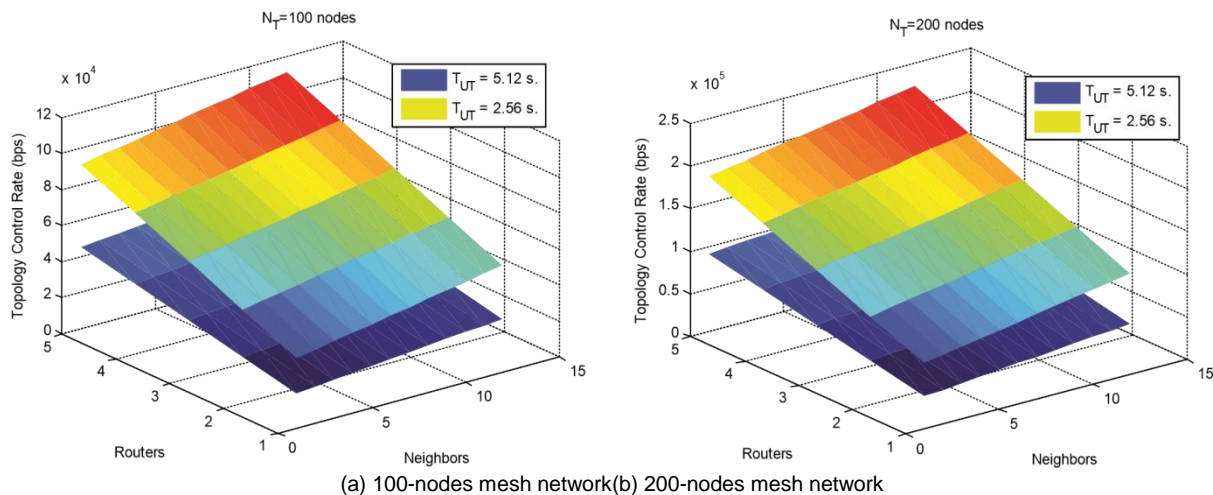 N_T=100 nodes
x 10^4
T_UT = 5.12 s.
T_UT = 2.56 s.
Topology Control Rate (bps)
12
10
8
6
4
2
0
5
4
3
2
1
0
5
10
15
Routers
Neighbors
N_T=200 nodes
x 10^5
T_UT = 5.12 s.
T_UT = 2.56 s.
Topology Control Rate (bps)
2.5
2
1.5
1
0.5
0
5
4
3
2
1
0
5
10
15
Routers
Neighbors
(a) 100-nodes mesh network(b) 200-nodes mesh network